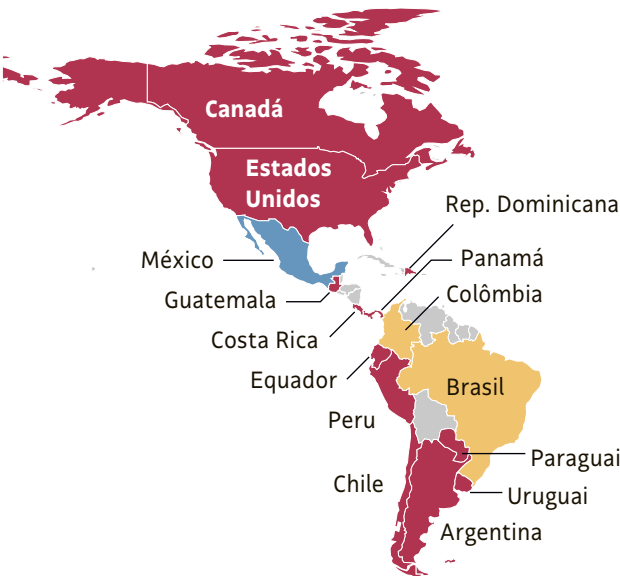 Canadá
Estados
Unidos
Rep. Dominicana
México
Panamá
Guatemala
Colômbia
Costa Rica
Equador
Brasil
Peru
Paraguai
Chile
Uruguai
Argentina